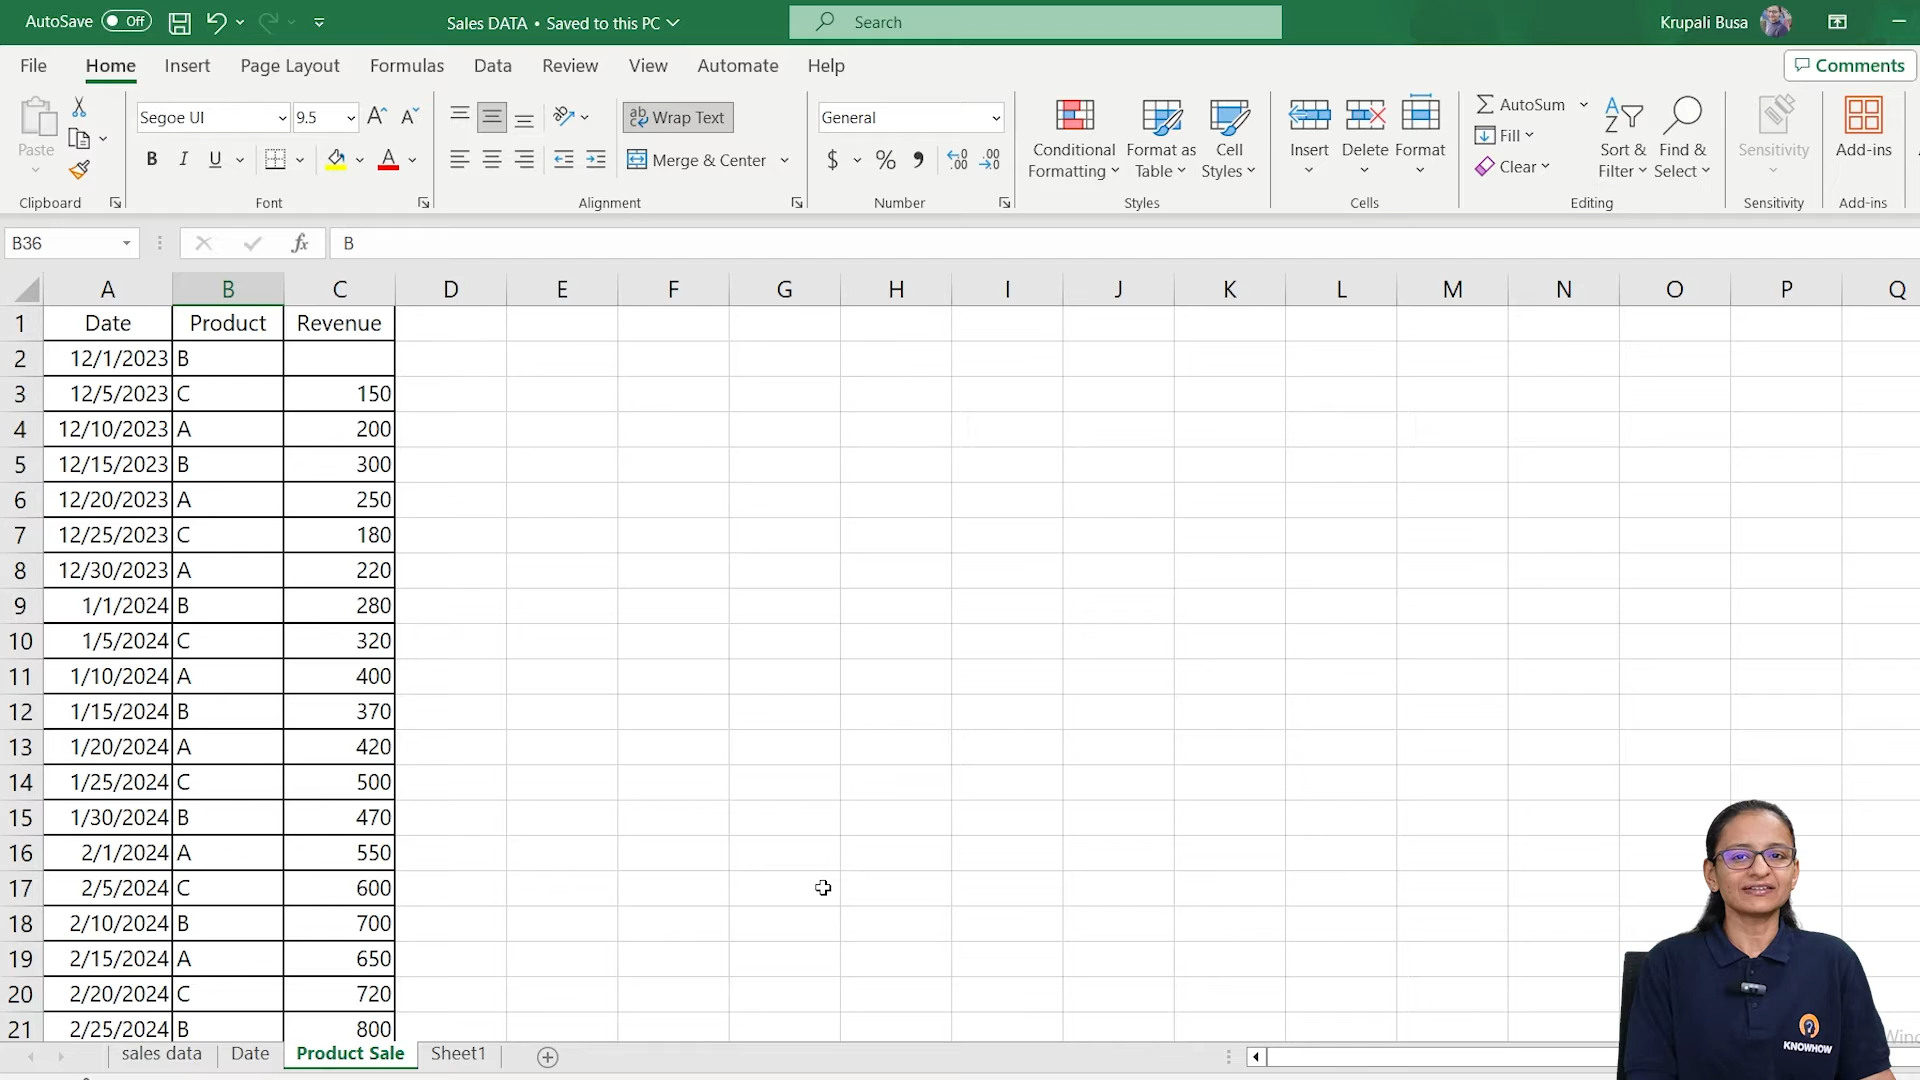 AutoSave Off Sales DATA • Saved to this PC Search Krupali Busa
File Home Insert Page Layout Formulas Data Review View Automate Help Comments
Paste Segoe UI 9.5 Wrap Text General Conditional Formatting Format as Table Cell Styles Insert Delete Format AutoSum Fill Clear Sort & Filter Find & Select Sensitivity Add-ins
B I U A Merge & Center $ %
Clipboard Font Alignment Number Styles Cells Editing Sensitivity Add-ins
B36 fx B
A B C D E F G H I J K L M N O P Q
1 Date Product Revenue
2 12/1/2023 B
3 12/5/2023 C 150
4 12/10/2023 A 200
5 12/15/2023 B 300
6 12/20/2023 A 250
7 12/25/2023 C 180
8 12/30/2023 A 220
9 1/1/2024 B 280
10 1/5/2024 C 320
11 1/10/2024 A 400
12 1/15/2024 B 370
13 1/20/2024 A 420
14 1/25/2024 C 500
15 1/30/2024 B 470
16 2/1/2024 A 550
17 2/5/2024 C 600
18 2/10/2024 B 700
19 2/15/2024 A 650
20 2/20/2024 C 720
21 2/25/2024 B 800
sales data Date Product Sale Sheet1
KNOWHOW